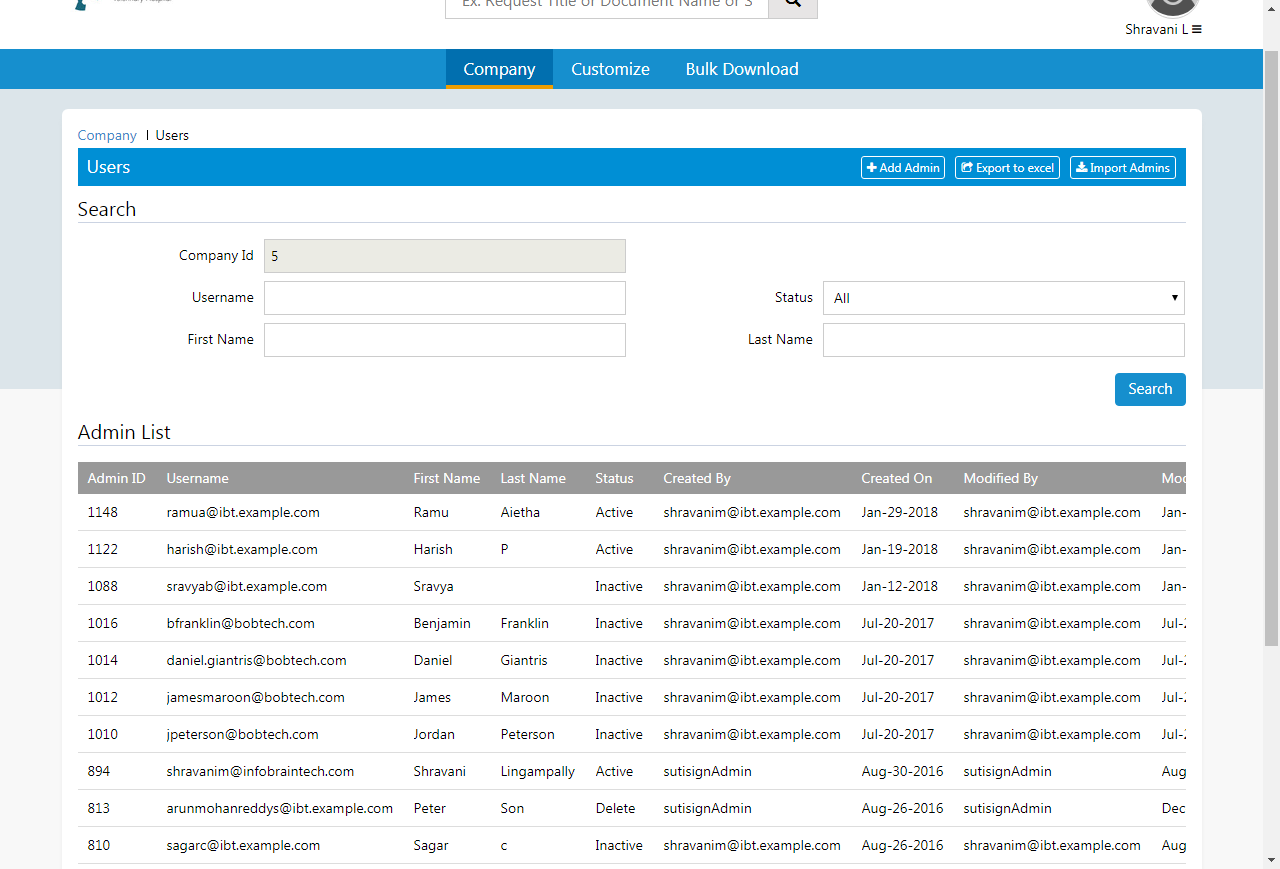 Veterinary Hospital
Ex. Request Title or Document Name or S
Shravani L
Company Customize Bulk Download
Company | Users
Users Add Admin Export to excel Import Admins
Search
Company Id 5
Username Status All
First Name Last Name
Search
Admin List
Admin ID Username First Name Last Name Status Created By Created On Modified By
1148 ramua@ibt.example.com Ramu Aietha Active shravanim@ibt.example.com Jan-29-2018 shravanim@ibt.example.com Jan-
1122 harish@ibt.example.com Harish P Active shravanim@ibt.example.com Jan-19-2018 shravanim@ibt.example.com Jan-
1088 sravyab@ibt.example.com Sravya Inactive shravanim@ibt.example.com Jan-12-2018 shravanim@ibt.example.com Jan-
1016 bfranklin@bobtech.com Benjamin Franklin Inactive shravanim@ibt.example.com Jul-20-2017 shravanim@ibt.example.com Jul-
1014 daniel.giantris@bobtech.com Daniel Giantris Inactive shravanim@ibt.example.com Jul-20-2017 shravanim@ibt.example.com Jul-
1012 jamesmaroon@bobtech.com James Maroon Inactive shravanim@ibt.example.com Jul-20-2017 shravanim@ibt.example.com Jul-
1010 jpeterson@bobtech.com Jordan Peterson Inactive shravanim@ibt.example.com Jul-20-2017 shravanim@ibt.example.com Jul-
894 shravanim@infobraintech.com Shravani Lingampally Active sutisignAdmin Aug-30-2016 sutisignAdmin Aug
813 arunmohanreddys@ibt.example.com Peter Son Delete sutisignAdmin Aug-26-2016 sutisignAdmin Dec
810 sagarc@ibt.example.com Sagar c Inactive shravanim@ibt.example.com Aug-26-2016 shravanim@ibt.example.com Aug